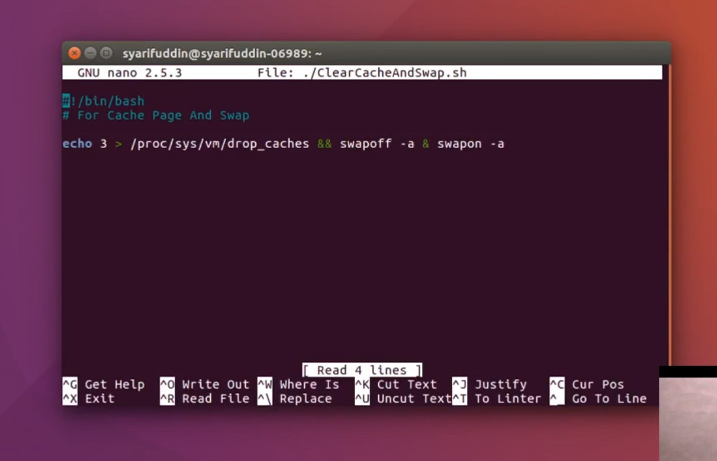 syarifuddin@syarifuddin-06989: ~
GNU nano 2.5.3 File: ./ClearCacheAndSwap.sh
#!/bin/bash
# For Cache Page And Swap
echo 3 > /proc/sys/vm/drop_caches && swapoff -a & swapon -a
[ Read 4 lines ]
^G Get Help ^O Write Out ^W Where Is ^K Cut Text ^J Justify ^C Cur Pos
^X Exit ^R Read File ^\ Replace ^U Uncut Text ^T To Linter ^_ Go To Line